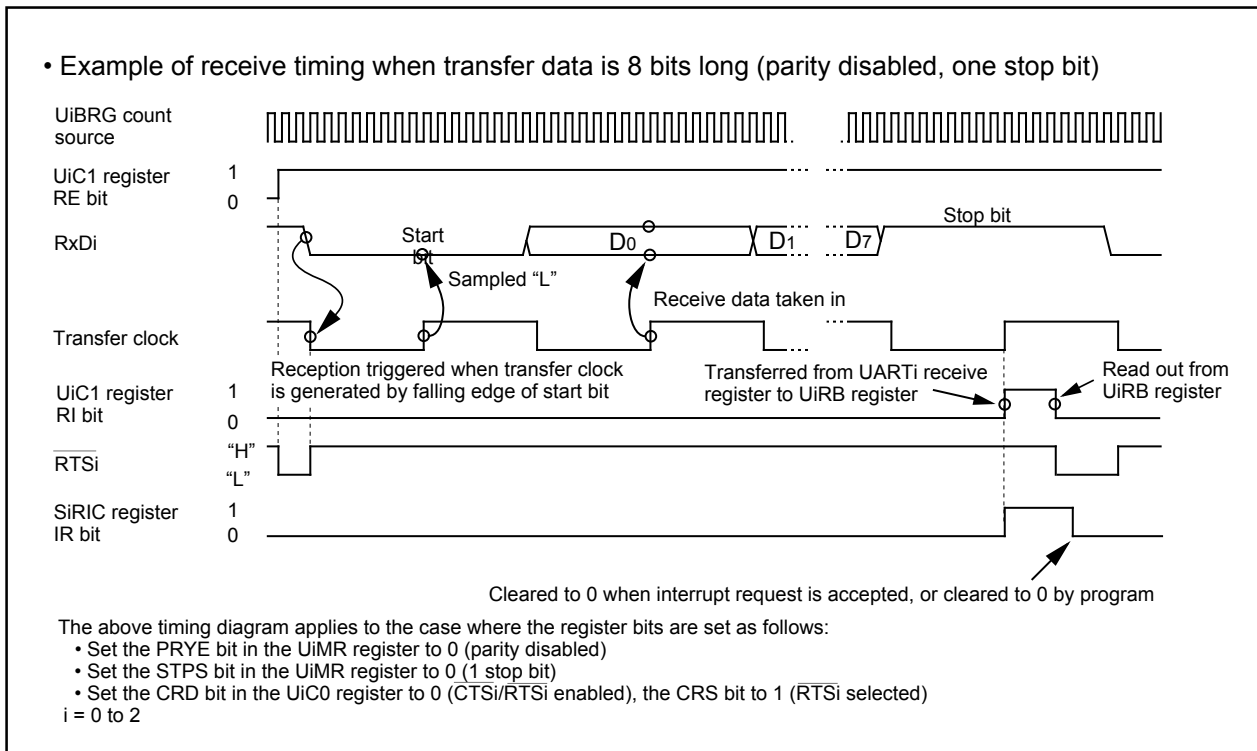 • Example of receive timing when transfer data is 8 bits long (parity disabled, one stop bit)
UiBRG count
source
UiC1 register
RE bit
1
0
RxDi
Start
bit
D0
D1
D7
Stop bit
Sampled “L”
Receive data taken in
Transfer clock
Reception triggered when transfer clock
is generated by falling edge of start bit
Transferred from UARTi receive
register to UiRB register
Read out from
UiRB register
UiC1 register
RI bit
1
0
RTSi
“H”
“L”
SiRIC register
IR bit
1
0
Cleared to 0 when interrupt request is accepted, or cleared to 0 by program
The above timing diagram applies to the case where the register bits are set as follows:
• Set the PRYE bit in the UiMR register to 0 (parity disabled)
• Set the STPS bit in the UiMR register to 0 (1 stop bit)
• Set the CRD bit in the UiC0 register to 0 (CTSi/RTSi enabled), the CRS bit to 1 (RTSi selected)
i = 0 to 2